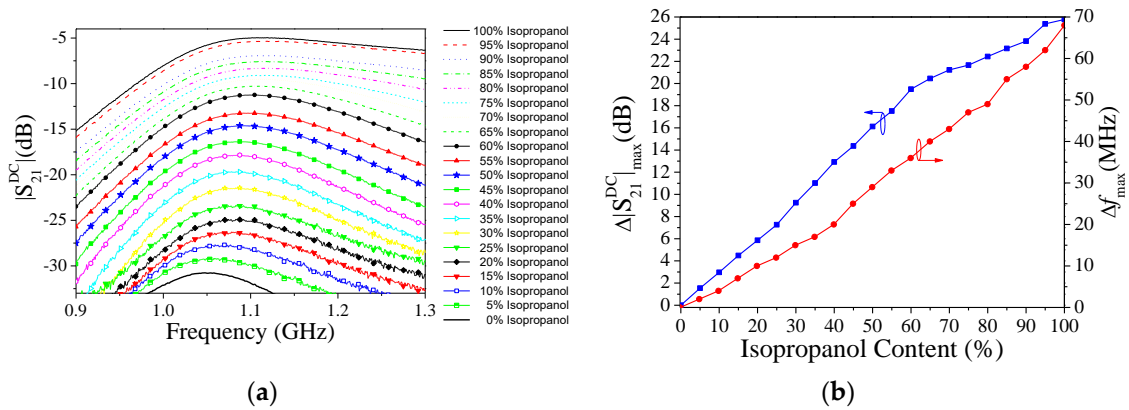 -5
-10
-15
-20
-25
-30
|S21^DC|(dB)
0.9 1.0 1.1 1.2 1.3
Frequency (GHz)
100% Isopropanol
95% Isopropanol
90% Isopropanol
85% Isopropanol
80% Isopropanol
75% Isopropanol
70% Isopropanol
65% Isopropanol
60% Isopropanol
55% Isopropanol
50% Isopropanol
45% Isopropanol
40% Isopropanol
35% Isopropanol
30% Isopropanol
25% Isopropanol
20% Isopropanol
15% Isopropanol
10% Isopropanol
5% Isopropanol
0% Isopropanol
(a)
26
24
22
20
18
16
14
12
10
8
6
4
2
0
Δ|S21^DC|max(dB)
0 10 20 30 40 50 60 70 80 90 100
Isopropanol Content (%)
70
60
50
40
30
20
10
0
Δfmax(MHz)
(b)